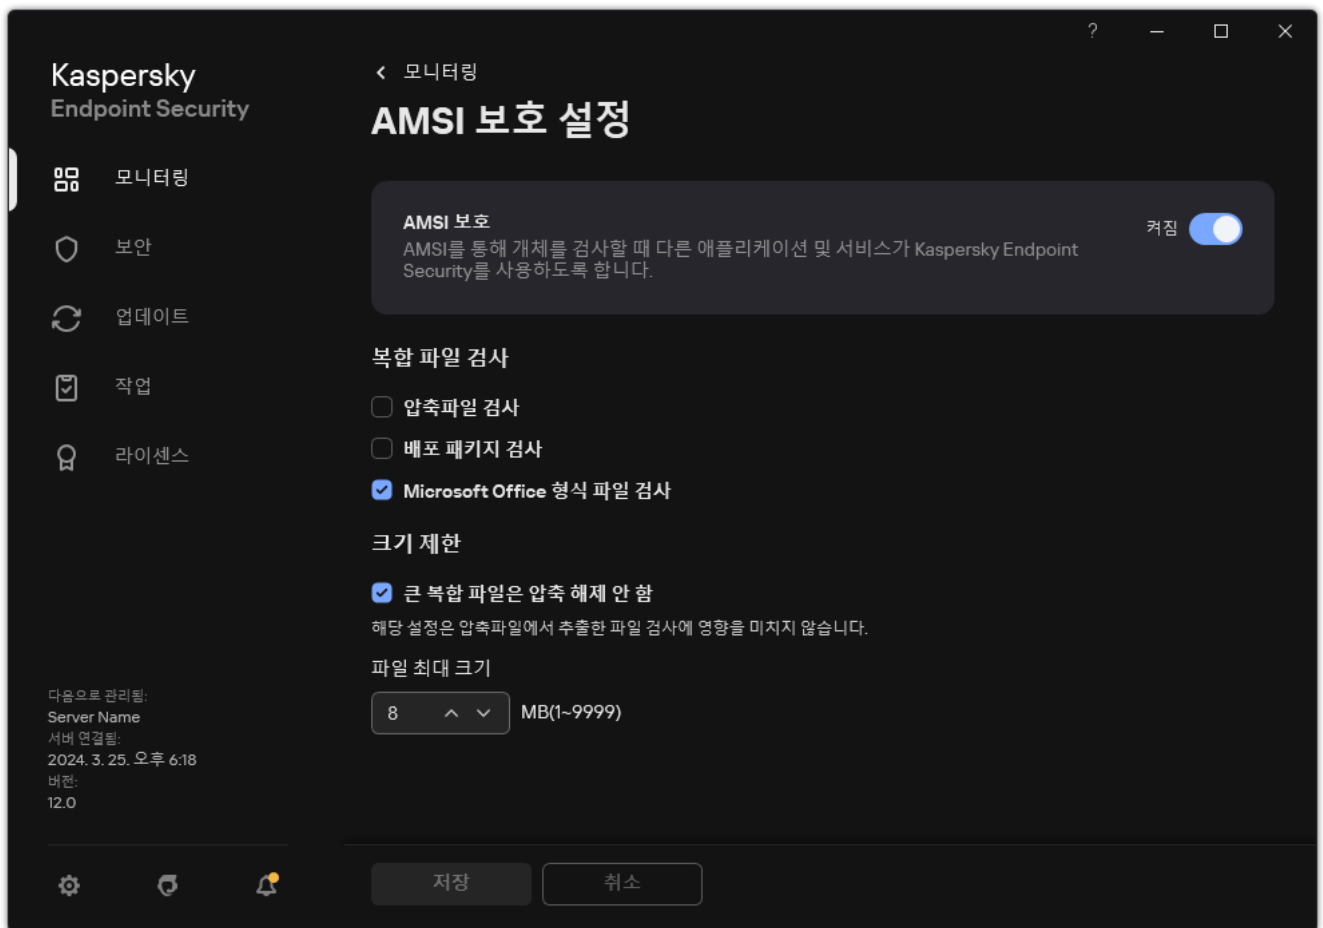 ?
Kaspersky
Endpoint Security
모니터링
보안
업데이트
작업
라이센스
다음으로 관리됨:
Server Name
서버 연결됨:
2024. 3. 25. 오후 6:18
버전:
12.0
모니터링
AMSI 보호 설정
AMSI 보호
켜짐
AMSI를 통해 개체를 검사할 때 다른 애플리케이션 및 서비스가 Kaspersky Endpoint
Security를 사용하도록 합니다.
복합 파일 검사
압축파일 검사
배포 패키지 검사
Microsoft Office 형식 파일 검사
크기 제한
큰 복합 파일은 압축 해제 안 함
해당 설정은 압축파일에서 추출한 파일 검사에 영향을 미치지 않습니다.
파일 최대 크기
8 MB(1~9999)
저장
취소